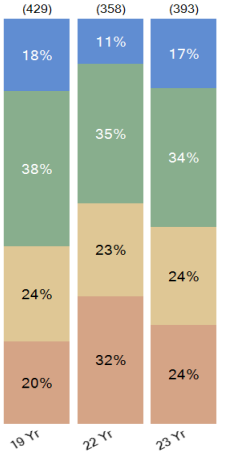 (429) (358) (393)
18% 11% 17%
38% 35% 34%
24% 23% 24%
20% 32% 24%
19 Yr 22 Yr 23 Yr